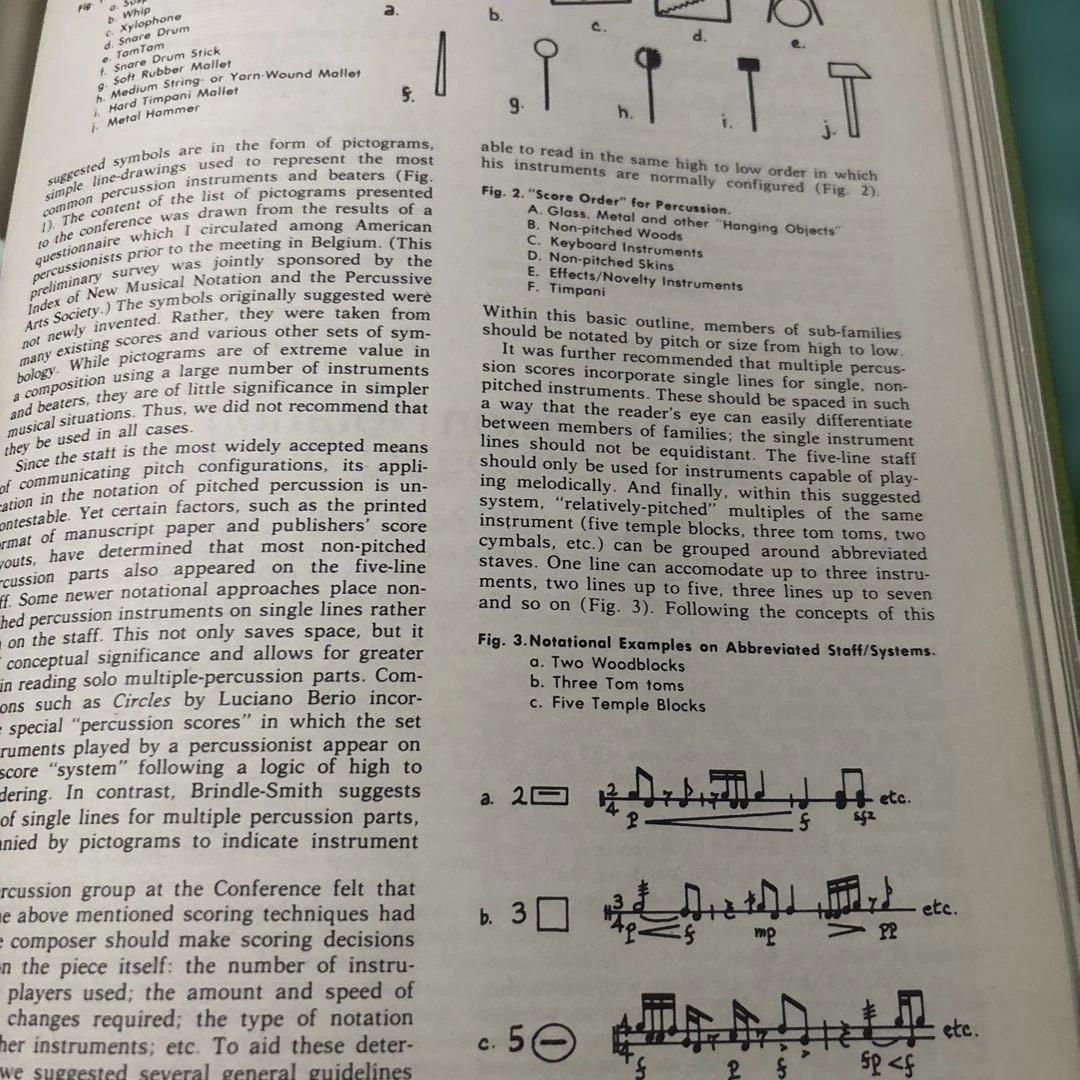 Fig
a.
b. Whip
c. Xylophone
d. Snare Drum
e. TamTam
f. Snare Drum Stick
g. Soft Rubber Mallet
h. Medium String- or Yarn-Wound Mallet
i. Hard Timpani Mallet
j. Metal Hammer
a.
b.
c.
d.
e.
f.
g.
h.
i.
j.
suggested symbols are in the form of pictograms,
simple line-drawings used to represent the most
common percussion instruments and beaters (Fig.
1). The content of the list of pictograms presented
to the conference was drawn from the results of a
questionnaire which I circulated among American
percussionists prior to the meeting in Belgium. (This
preliminary survey was jointly sponsored by the
Index of New Musical Notation and the Percussive
Arts Society.) The symbols originally suggested were
not newly invented. Rather, they were taken from
many existing scores and various other sets of sym-
bology. While pictograms are of extreme value in
a composition using a large number of instruments
and beaters, they are of little significance in simpler
musical situations. Thus, we did not recommend that
they be used in all cases.
Since the staff is the most widely accepted means
of communicating pitch configurations, its appli-
cation in the notation of pitched percussion is un-
ontestable. Yet certain factors, such as the printed
rmat of manuscript paper and publishers' score
youts, have determined that most non-pitched
rcussion parts also appeared on the five-line
ff. Some newer notational approaches place non-
hed percussion instruments on single lines rather
on the staff. This not only saves space, but it
conceptual significance and allows for greater
in reading solo multiple-percussion parts. Com-
ons such as Circles by Luciano Berio incor-
special "percussion scores" in which the set
ruments played by a percussionist appear on
score "system" following a logic of high to
dering. In contrast, Brindle-Smith suggests
of single lines for multiple percussion parts,
nied by pictograms to indicate instrument
rcussion group at the Conference felt that
e above mentioned scoring techniques had
composer should make scoring decisions
n the piece itself: the number of instru-
players used; the amount and speed of
changes required; the type of notation
her instruments; etc. To aid these deter-
we suggested several general guidelines
able to read in the same high to low order in which
his instruments are normally configured (Fig. 2).
Fig. 2. "Score Order" for Percussion.
A. Glass, Metal and other "Hanging Objects"
B. Non-pitched Woods
C. Keyboard Instruments
D. Non-pitched Skins
E. Effects/Novelty Instruments
F. Timpani
Within this basic outline, members of sub-families
should be notated by pitch or size from high to low.
It was further recommended that multiple percus-
sion scores incorporate single lines for single, non-
pitched instruments. These should be spaced in such
a way that the reader's eye can easily differentiate
between members of families; the single instrument
lines should not be equidistant. The five-line staff
should only be used for instruments capable of play-
ing melodically. And finally, within this suggested
system, "relatively-pitched" multiples of the same
instrument (five temple blocks, three tom toms, two
cymbals, etc.) can be grouped around abbreviated
staves. One line can accomodate up to three instru-
ments, two lines up to five, three lines up to seven
and so on (Fig. 3). Following the concepts of this
Fig. 3. Notational Examples on Abbreviated Staff/Systems.
a. Two Woodblocks
b. Three Tom toms
c. Five Temple Blocks
a. 2 2/4 p f sfz etc.
b. 3 3/4 p f mp pp etc.
c. 5 4/4 f p f fp f etc.